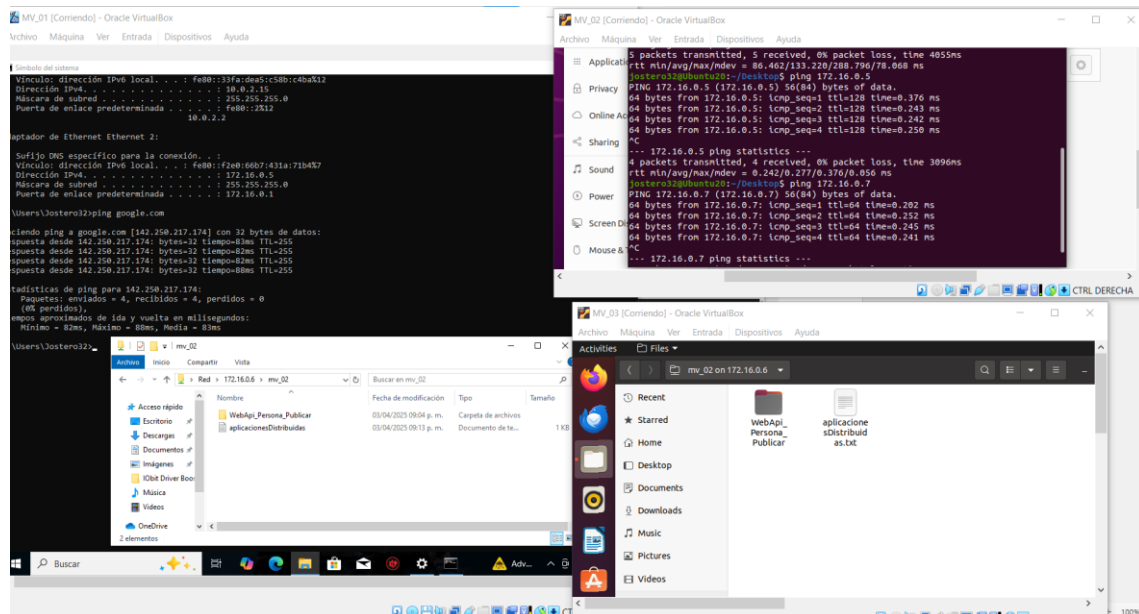 MV_01 [Corriendo] - Oracle VirtualBox
Archivo Máquina Ver Entrada Dispositivos Ayuda
Símbolo del sistema
Vínculo: dirección IPv6 local. . . : fe80::33fa:dea5:c58b:c4ba%12
Dirección IPv4. . . . . . . . . . . . . . : 10.0.2.15
Máscara de subred . . . . . . . . . . . . : 255.255.255.0
Puerta de enlace predeterminada . . . . . : fe80::2%12
10.0.2.2
aptador de Ethernet Ethernet 2:
Sufijo DNS específico para la conexión. . :
Vínculo: dirección IPv6 local. . . : fe80::f2e0:66b7:431a:71b4%7
Dirección IPv4. . . . . . . . . . . . . . : 172.16.0.5
Máscara de subred . . . . . . . . . . . . : 255.255.255.0
Puerta de enlace predeterminada . . . . . : 172.16.0.1
\Users\Jostero32>ping google.com
ciendo ping a google.com [142.250.217.174] con 32 bytes de datos:
espuesta desde 142.250.217.174: bytes=32 tiempo=83ms TTL=255
espuesta desde 142.250.217.174: bytes=32 tiempo=82ms TTL=255
espuesta desde 142.250.217.174: bytes=32 tiempo=82ms TTL=255
espuesta desde 142.250.217.174: bytes=32 tiempo=88ms TTL=255
stadísticas de ping para 142.250.217.174:
Paquetes: enviados = 4, recibidos = 4, perdidos = 0
(0% perdidos),
empos aproximados de ida y vuelta en milisegundos:
Mínimo = 82ms, Máximo = 88ms, Media = 83ms
\Users\Jostero32>
mv_02
Archivo Inicio Compartir Vista
Red > 172.16.0.6 > mv_02
Buscar en mv_02
Nombre Fecha de modificación Tipo Tamaño
WebApi_Persona_Publicar 03/04/2025 09:04 p. m. Carpeta de archivos
aplicacionesDistribuidas 03/04/2025 09:13 p. m. Documento de te... 1 KB
Acceso rápido
Escritorio
Descargas
Documentos
Imágenes
IObit Driver Boo
Música
Videos
OneDrive
2 elementos
Buscar
Adv...
MV_02 [Corriendo] - Oracle VirtualBox
Archivo Máquina Ver Entrada Dispositivos Ayuda
Applicati
Privacy
Online Ac
Sharing
Sound
Power
Screen Di
Mouse &
5 packets transmitted, 5 received, 0% packet loss, time 4055ms
rtt min/avg/max/mdev = 86.462/133.220/288.796/78.068 ms
jostero32@Ubuntu20:~/Desktop$ ping 172.16.0.5
PING 172.16.0.5 (172.16.0.5) 56(84) bytes of data.
64 bytes from 172.16.0.5: icmp_seq=1 ttl=128 time=0.376 ms
64 bytes from 172.16.0.5: icmp_seq=2 ttl=128 time=0.243 ms
64 bytes from 172.16.0.5: icmp_seq=3 ttl=128 time=0.242 ms
64 bytes from 172.16.0.5: icmp_seq=4 ttl=128 time=0.250 ms
^C
--- 172.16.0.5 ping statistics ---
4 packets transmitted, 4 received, 0% packet loss, time 3096ms
rtt min/avg/max/mdev = 0.242/0.277/0.376/0.056 ms
jostero32@Ubuntu20:~/Desktop$ ping 172.16.0.7
PING 172.16.0.7 (172.16.0.7) 56(84) bytes of data.
64 bytes from 172.16.0.7: icmp_seq=1 ttl=64 time=0.202 ms
64 bytes from 172.16.0.7: icmp_seq=2 ttl=64 time=0.252 ms
64 bytes from 172.16.0.7: icmp_seq=3 ttl=64 time=0.245 ms
64 bytes from 172.16.0.7: icmp_seq=4 ttl=64 time=0.241 ms
^C
--- 172.16.0.7 ping statistics ---
CTRL DERECHA
MV_03 [Corriendo] - Oracle VirtualBox
Archivo Máquina Ver Entrada Dispositivos Ayuda
Activities Files
mv_02 on 172.16.0.6
Recent
Starred
Home
Desktop
Documents
Downloads
Music
Pictures
Videos
WebApi_
Persona_
Publicar
aplicacione
sDistribuid
as.txt
CT
100%